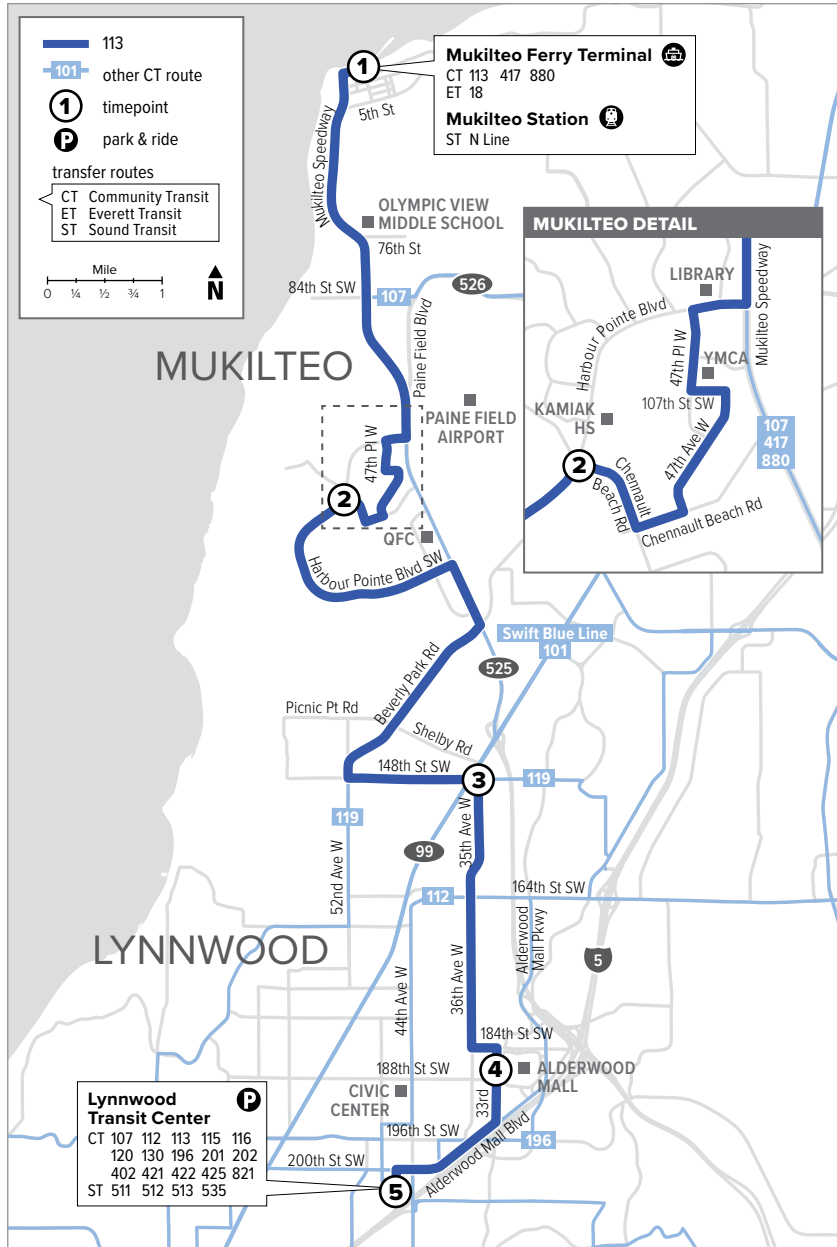 113
101 other CT route
1 timepoint
P park & ride
transfer routes
CT Community Transit
ET Everett Transit
ST Sound Transit
Mile
0 ¼ ½ ¾ 1
N
1
Mukilteo Ferry Terminal
CT 113 417 880
ET 18
Mukilteo Station
ST N Line
5th St
Mukilteo Speedway
OLYMPIC VIEW
MIDDLE SCHOOL
76th St
84th St SW
107
526
Paine Field Blvd
MUKILTEO
PAINE FIELD
AIRPORT
47th Pl W
2
QFC
Harbour Pointe Blvd SW
MUKILTEO DETAIL
LIBRARY
Mukilteo Speedway
Harbour Pointe Blvd
47th Pl W
YMCA
107th St SW
KAMIAK
HS
107
417
880
47th Ave W
2
Chennault
Beach Rd
Chennault Beach Rd
Swift Blue Line
101
525
Beverly Park Rd
Picnic Pt Rd
Shelby Rd
148th St SW
3
119
119
35th Ave W
99
52nd Ave W
112
164th St SW
LYNNWOOD
Alderwood
Mall Pkwy
5
36th Ave W
44th Ave W
184th St SW
188th St SW
4
ALDERWOOD
MALL
CIVIC
CENTER
33rd
196th St SW
196
Alderwood Mall Blvd
200th St SW
5
Lynnwood
Transit Center
P
CT 107 112 113 115 116
120 130 196 201 202
402 421 422 425 821
ST 511 512 513 535